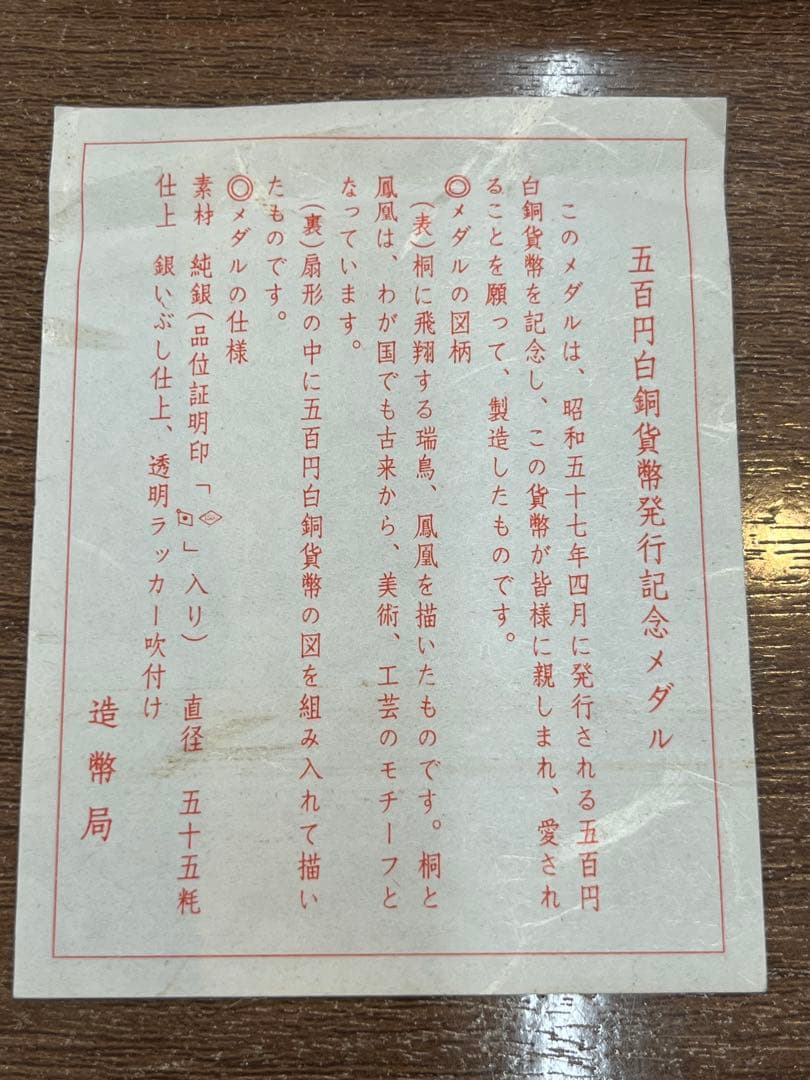 五百円白銅貨幣発行記念メダル
このメダルは、昭和五十七年四月に発行される五百円
白銅貨幣を記念し、この貨幣が皆様に親しまれ、愛され
ることを願って、製造したものです。
◎メダルの図柄
(表)桐に飛翔する瑞鳥、鳳凰を描いたものです。桐と
鳳凰は、わが国でも古来から、美術、工芸のモチーフと
なっています。
(裏)扇形の中に五百円白銅貨幣の図を組み入れて描い
たものです。
◎メダルの仕様
素材 純銀(品位証明印「」入り) 直径 五十五粍
仕上 銀いぶし仕上、透明ラッカー吹付け
造幣局